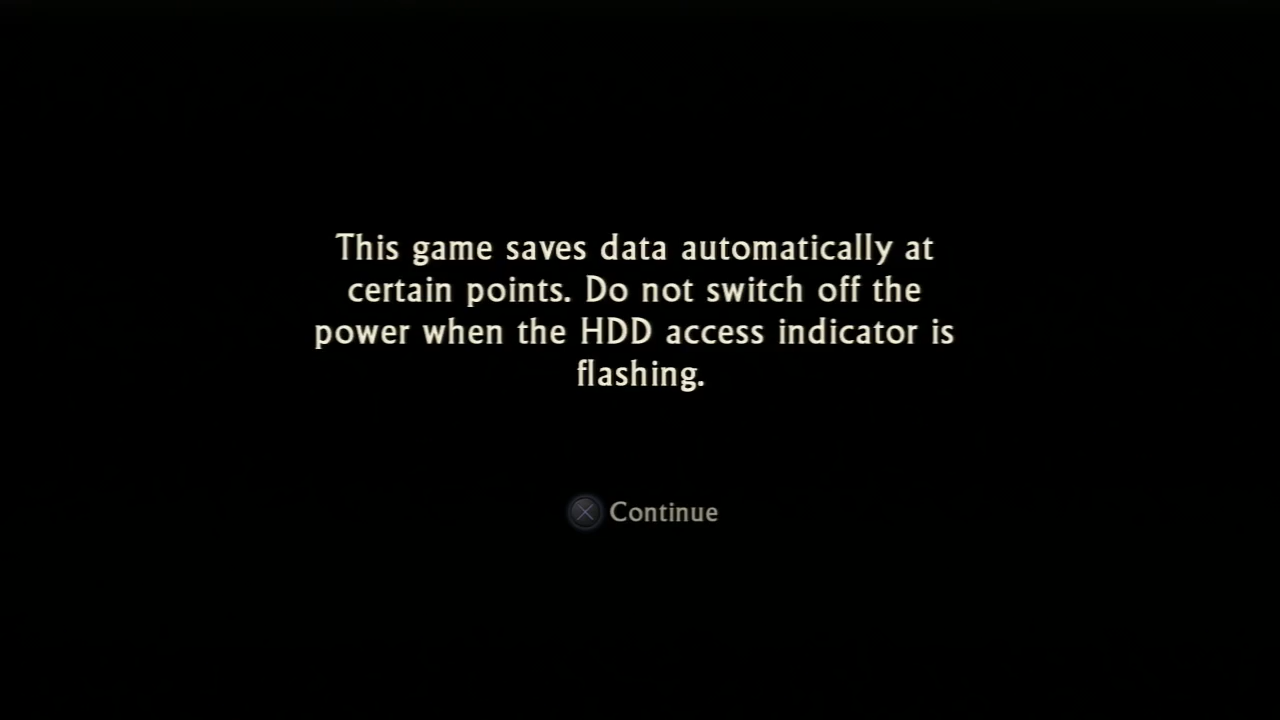 This game saves data automatically at
certain points. Do not switch off the
power when the HDD access indicator is
flashing.
Continue